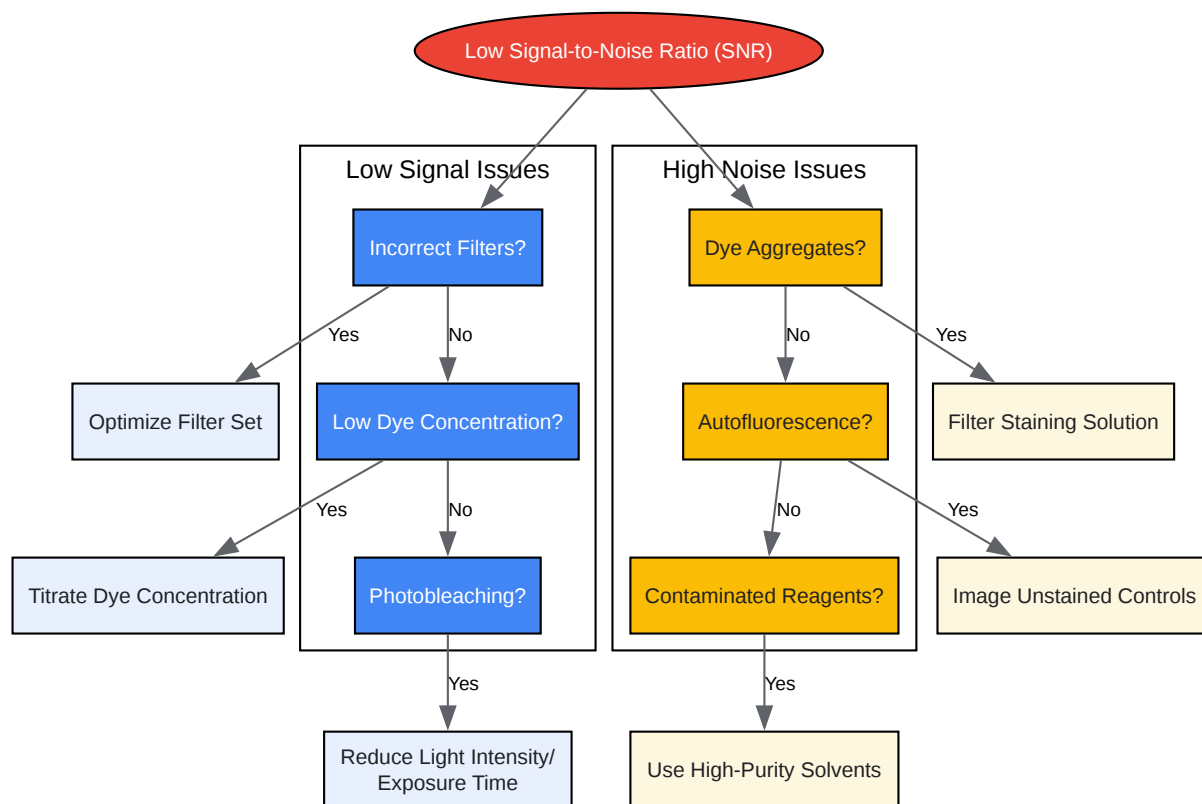 Low Signal-to-Noise Ratio (SNR)
Low Signal Issues
High Noise Issues
Incorrect Filters?
Dye Aggregates?
Yes
No
No
Yes
Optimize Filter Set
Low Dye Concentration?
Autofluorescence?
Filter Staining Solution
Yes
No
No
Yes
Titrate Dye Concentration
Photobleaching?
Contaminated Reagents?
Image Unstained Controls
Yes
Yes
Reduce Light Intensity/
Exposure Time
Use High-Purity Solvents